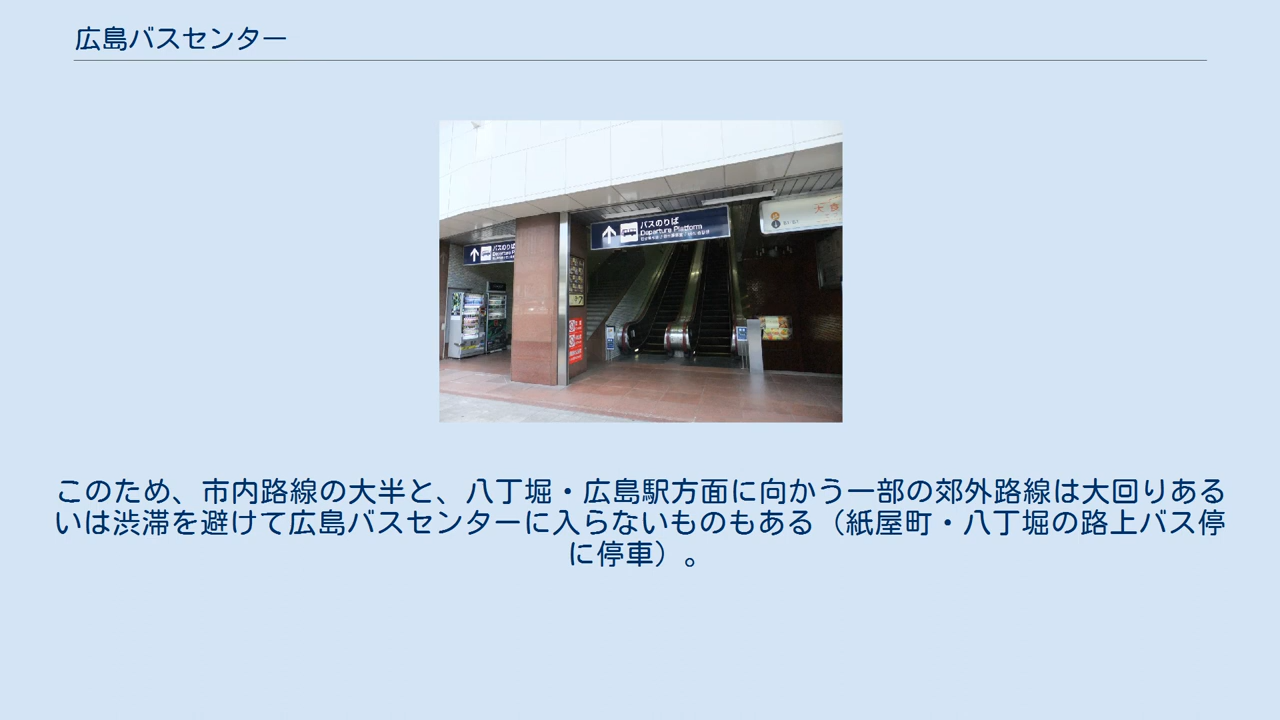 広島バスセンター
バスのりば
Departure Platform
バスのりば
Departure P
このため、市内路線の大半と、八丁堀・広島駅方面に向かう一部の郊外路線は大回りある
いは渋滞を避けて広島バスセンターに入らないものもある（紙屋町・八丁堀の路上バス停
に停車）。